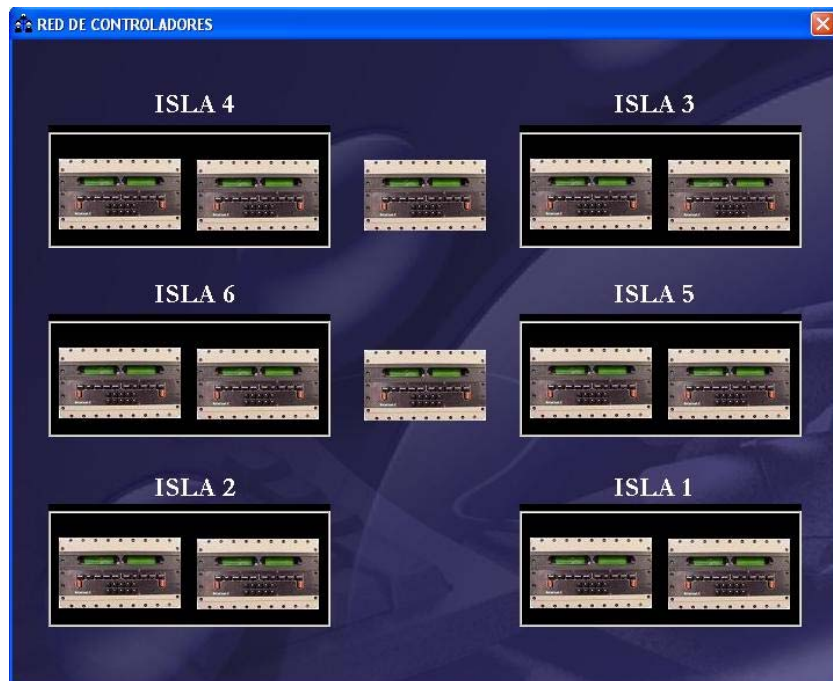 RED DE CONTROLADORES
ISLA 4
ISLA 3
ISLA 6
ISLA 5
ISLA 2
ISLA 1